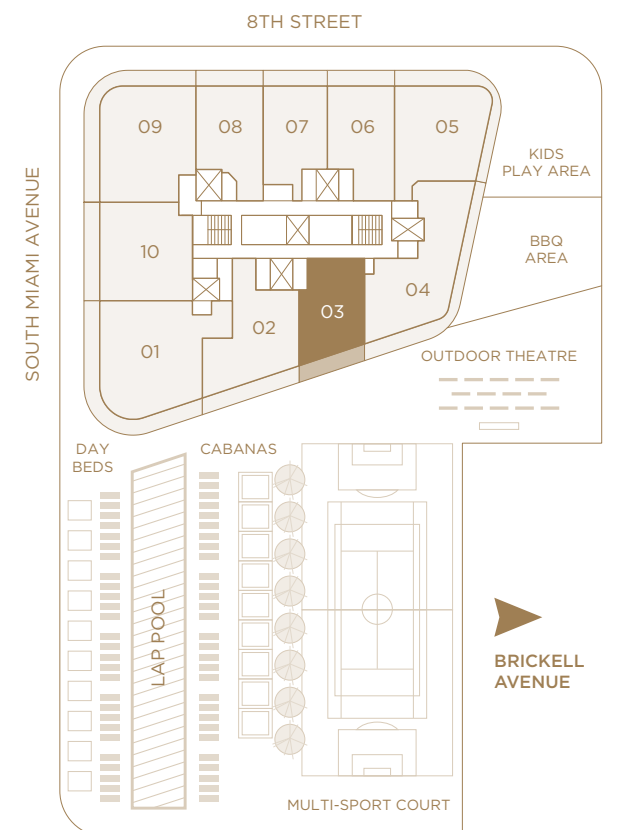 8TH STREET
SOUTH MIAMI AVENUE
09
08
07
06
05
KIDS
PLAY AREA
BBQ
AREA
10
04
03
02
01
OUTDOOR THEATRE
DAY
BEDS
CABANAS
LAP POOL
BRICKELL
AVENUE
MULTI-SPORT COURT